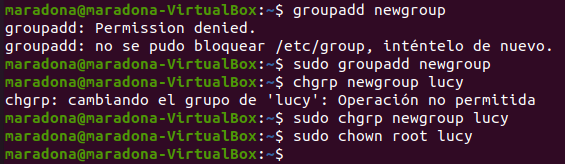 maradona@maradona-VirtualBox:~$ groupadd newgroup
groupadd: Permission denied.
groupadd: no se pudo bloquear /etc/group, inténtelo de nuevo.
maradona@maradona-VirtualBox:~$ sudo groupadd newgroup
maradona@maradona-VirtualBox:~$ chgrp newgroup lucy
chgrp: cambiando el grupo de 'lucy': Operación no permitida
maradona@maradona-VirtualBox:~$ sudo chgrp newgroup lucy
maradona@maradona-VirtualBox:~$ sudo chown root lucy
maradona@maradona-VirtualBox:~$